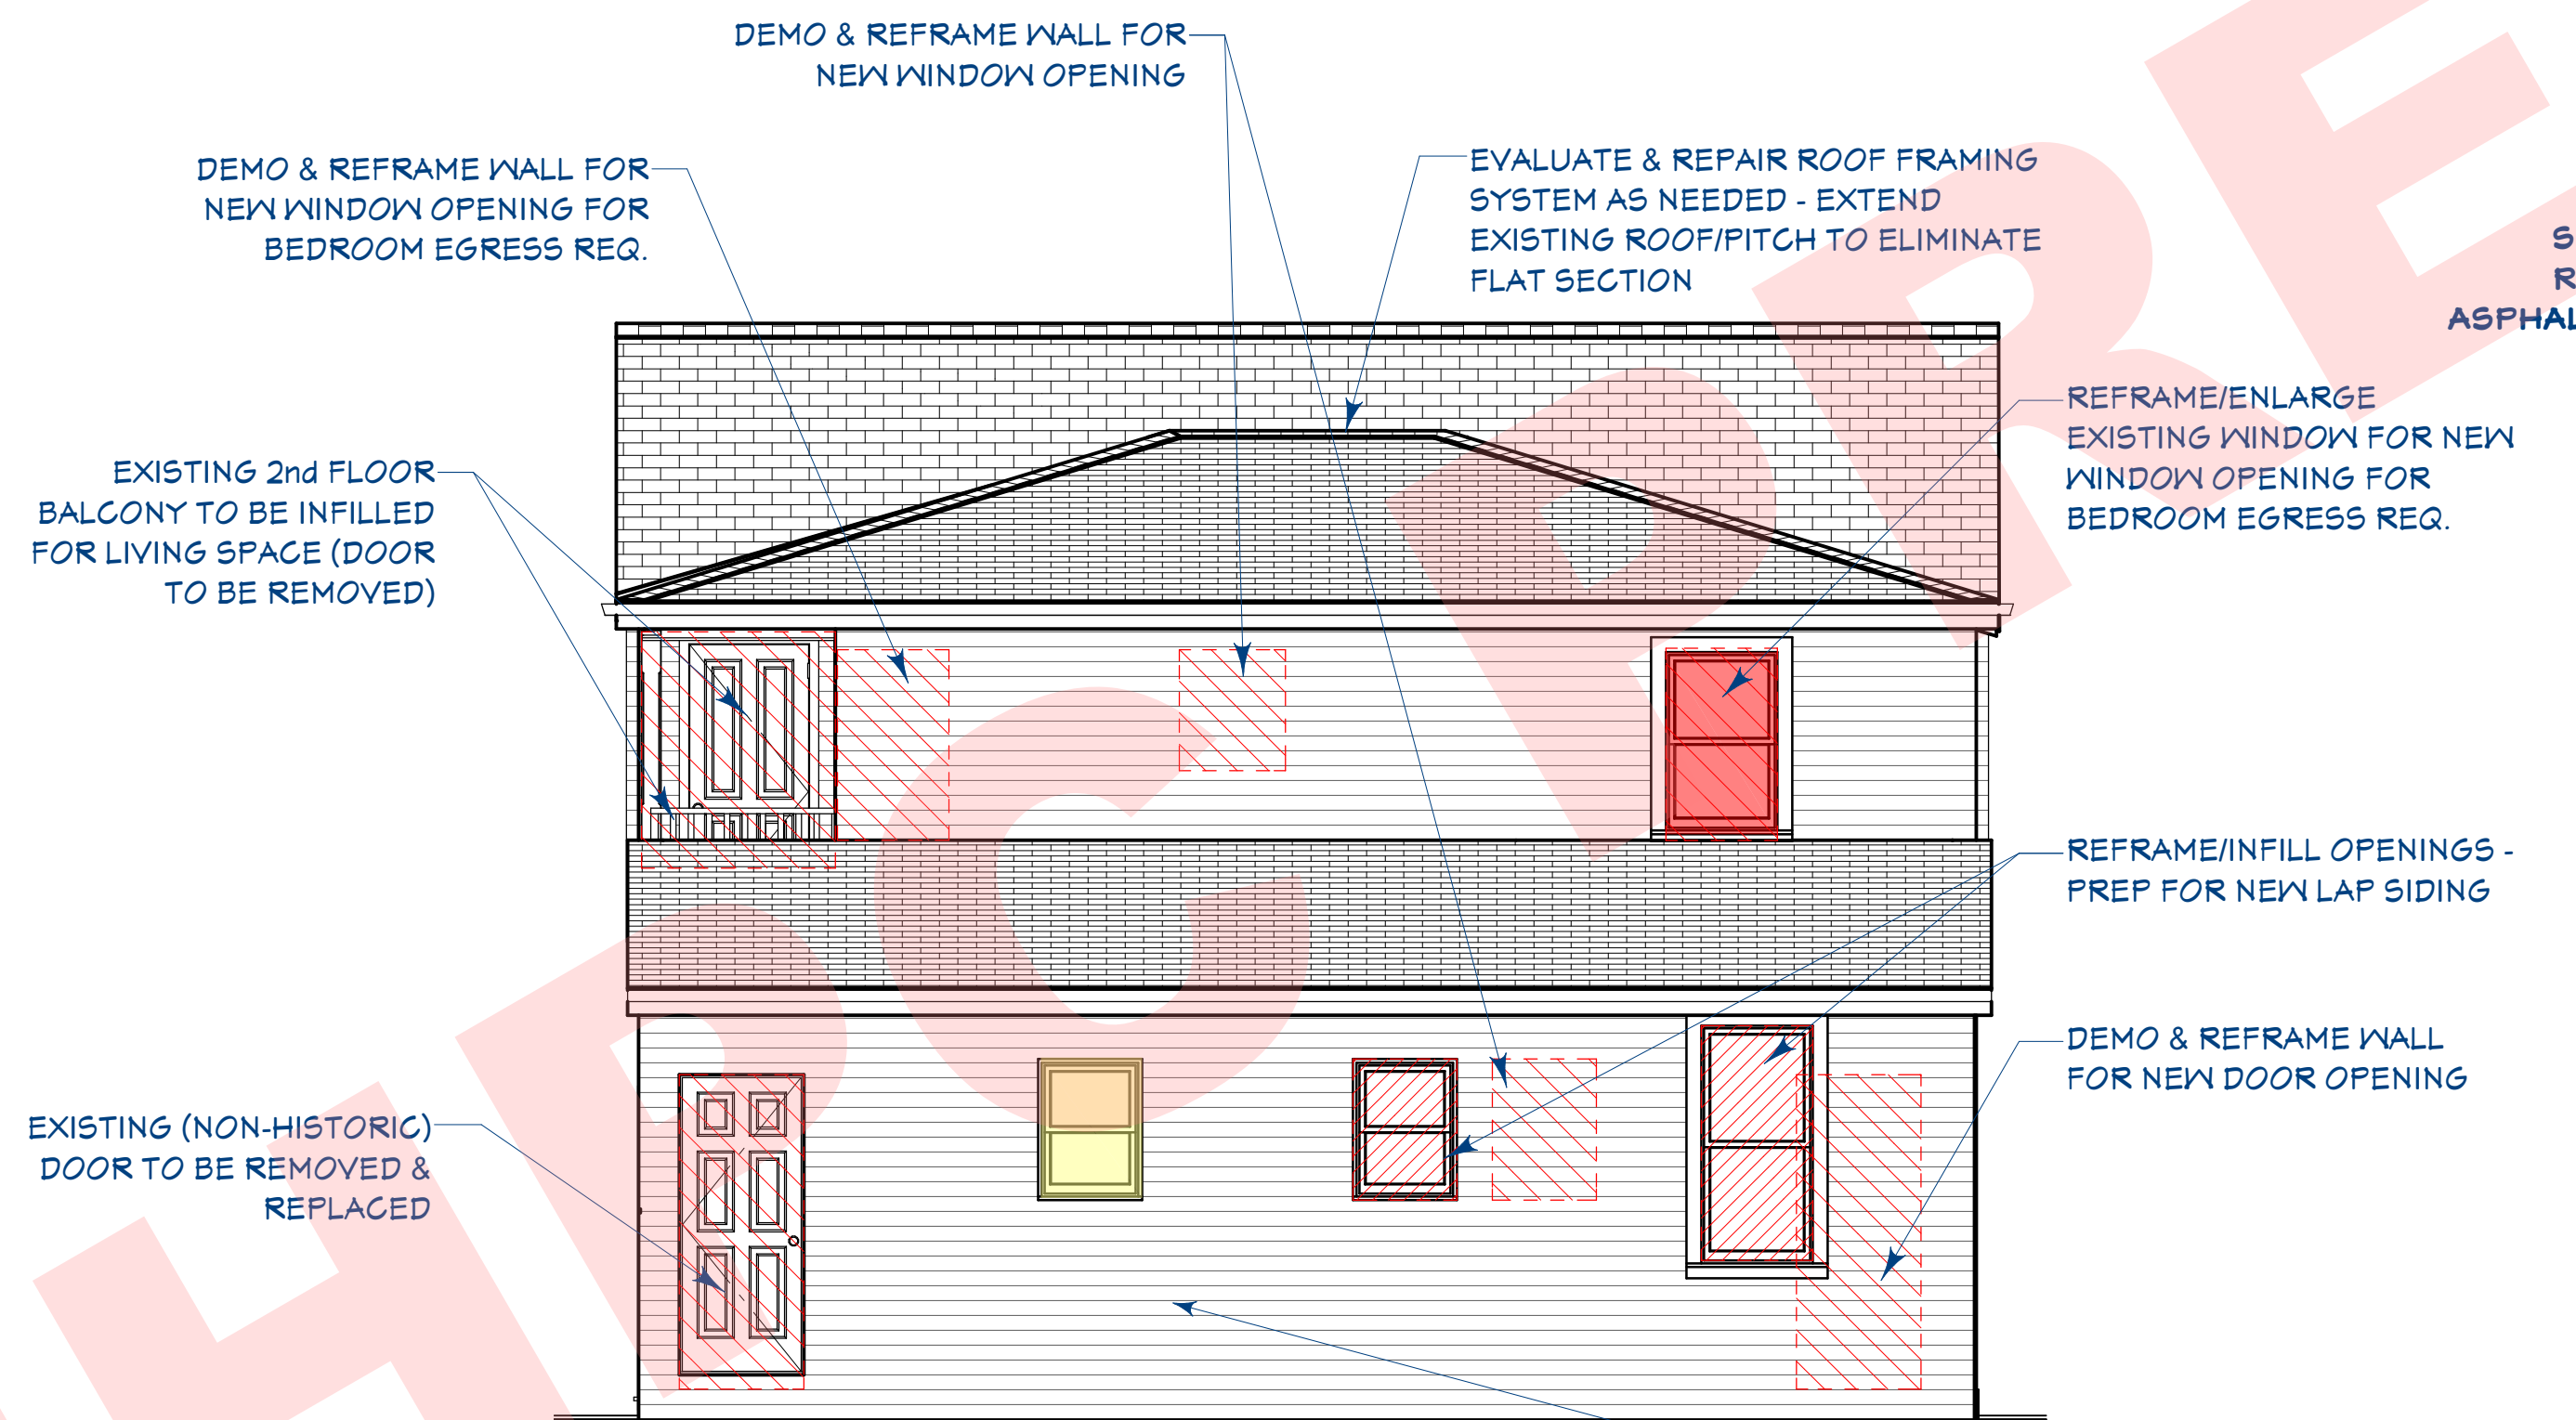 DEMO & REFRAME WALL FOR
NEW WINDOW OPENING
DEMO & REFRAME WALL FOR
NEW WINDOW OPENING FOR
BEDROOM EGRESS REQ.
EVALUATE & REPAIR ROOF FRAMING
SYSTEM AS NEEDED - EXTEND
EXISTING ROOF/PITCH TO ELIMINATE
FLAT SECTION
S
R
ASPHAL
REFRAME/ENLARGE
EXISTING WINDOW FOR NEW
WINDOW OPENING FOR
BEDROOM EGRESS REQ.
EXISTING 2nd FLOOR
BALCONY TO BE INFILLED
FOR LIVING SPACE (DOOR
TO BE REMOVED)
REFRAME/INFILL OPENINGS -
PREP FOR NEW LAP SIDING
DEMO & REFRAME WALL
FOR NEW DOOR OPENING
EXISTING (NON-HISTORIC)
DOOR TO BE REMOVED &
REPLACED
HPC PRE